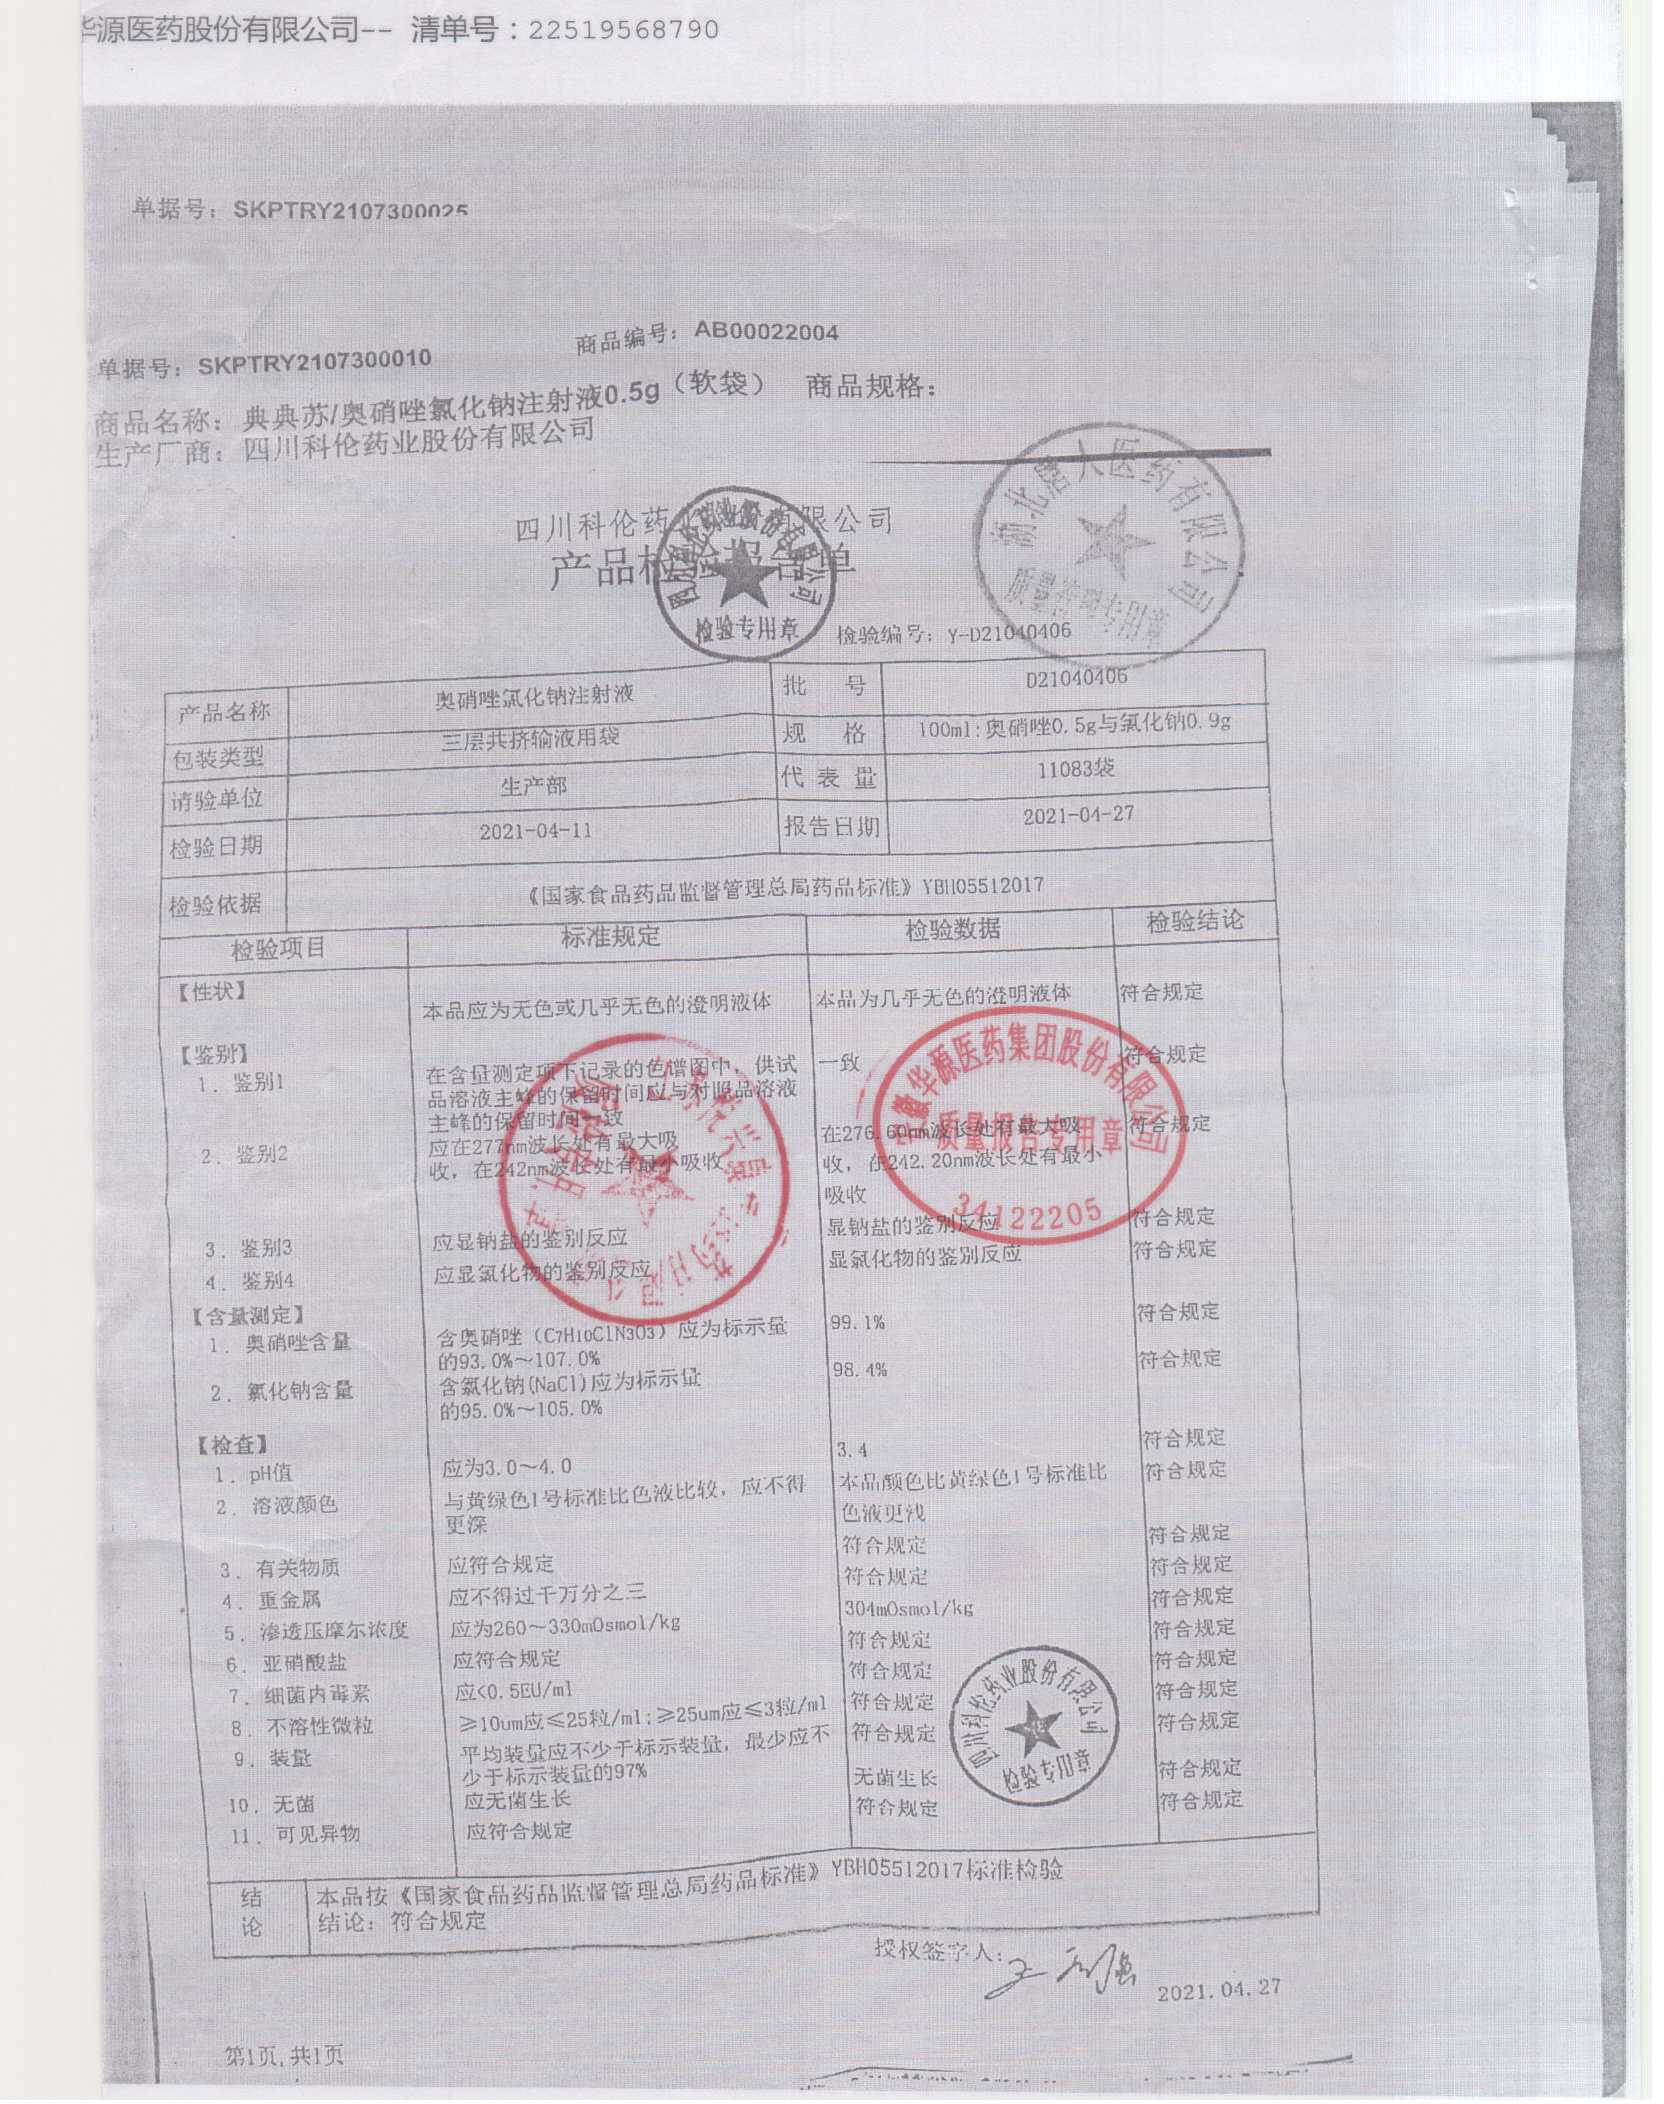 华源医药股份有限公司-- 清单号：22519568790
单据号：SKPTRY2107300025
单据号：SKPTRY2107300010 商品编号：AB00022004
商品名称：典典苏/奥硝唑氯化钠注射液0.5g（软袋） 商品规格：
生产厂商：四川科伦药业股份有限公司
四川科伦药业股份有限公司
产品检验报告单
检验专用章
质量管理专用章
检验编号：Y-D21040406
产品名称 奥硝唑氯化钠注射液 批 号 D21040406
包装类型 三层共挤输液用袋 规 格 100ml:奥硝唑0.5g与氯化钠0.9g
请验单位 生产部 代 表 量 11083袋
检验日期 2021-04-11 报告日期 2021-04-27
检验依据 《国家食品药品监督管理总局药品标准》YBH05512017
检验项目 标准规定 检验数据 检验结论
【性状】 本品应为无色或几乎无色的澄明液体 本品为几乎无色的澄明液体 符合规定
【鉴别】
1．鉴别1 在含量测定项下记录的色谱图中，供试 一致 符合规定
品溶液主峰的保留时间应与对照品溶液
主峰的保留时间一致
2．鉴别2 应在277nm波长处有最大吸 在276.60nm波长处有最大吸 符合规定
收，在242nm波长处有最小吸收 收，在242.20nm波长处有最小
吸收
3．鉴别3 应显钠盐的鉴别反应 显钠盐的鉴别反应 符合规定
4．鉴别4 应显氯化物的鉴别反应 显氯化物的鉴别反应 符合规定
安徽华源医药集团股份有限公司
质量报告专用章
34122205
【含量测定】
1．奥硝唑含量 含奥硝唑（C7H10ClN3O3）应为标示量 99.1% 符合规定
的93.0%～107.0%
2．氯化钠含量 含氯化钠(NaCl)应为标示量 98.4% 符合规定
的95.0%～105.0%
【检查】
1．pH值 应为3.0～4.0 3.4 符合规定
2．溶液颜色 与黄绿色1号标准比色液比较，应不得 本品颜色比黄绿色1号标准比 符合规定
更深 色液更浅
3．有关物质 应符合规定 符合规定 符合规定
4．重金属 应不得过千万分之三 符合规定 符合规定
5．渗透压摩尔浓度 应为260～330mOsmol/kg 304mOsmol/kg 符合规定
6．亚硝酸盐 应符合规定 符合规定 符合规定
7．细菌内毒素 应<0.5EU/ml 符合规定 符合规定
8．不溶性微粒 ≥10um应≤25粒/ml;≥25um应≤3粒/ml 符合规定 符合规定
9．装量 平均装量应不少于标示装量，最少应不 符合规定 符合规定
少于标示装量的97%
10．无菌 应无菌生长 无菌生长 符合规定
11．可见异物 应符合规定 符合规定 符合规定
四川科伦药业股份有限公司
检验专用章
结论 本品按《国家食品药品监督管理总局药品标准》YBH05512017标准检验
结论：符合规定
授权签字人：
2021.04.27
第1页,共1页